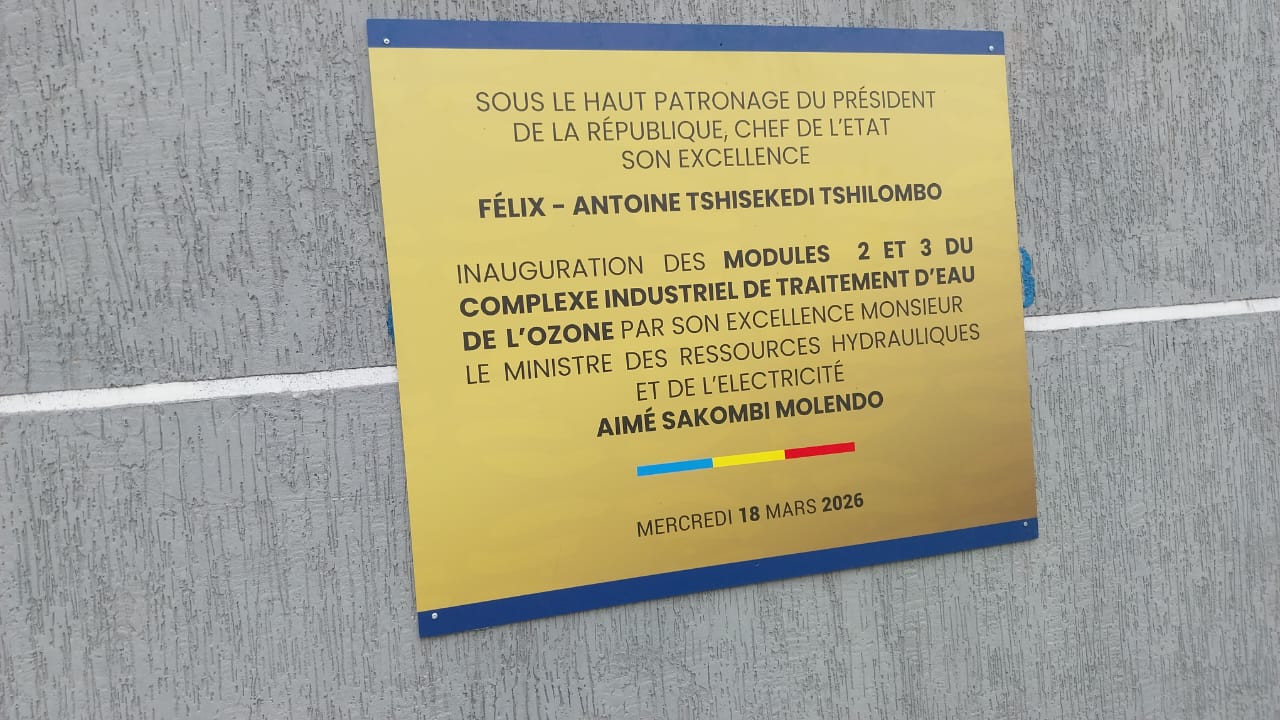 SOUS LE HAUT PATRONAGE DU PRÉSIDENT
DE LA RÉPUBLIQUE, CHEF DE L'ETAT
SON EXCELLENCE
FÉLIX - ANTOINE TSHISEKEDI TSHILOMBO
INAUGURATION DES MODULES 2 ET 3 DU
COMPLEXE INDUSTRIEL DE TRAITEMENT D'EAU
DE L'OZONE PAR SON EXCELLENCE MONSIEUR
LE MINISTRE DES RESSOURCES HYDRAULIQUES
ET DE L'ELECTRICITÉ
AIMÉ SAKOMBI MOLENDO
MERCREDI 18 MARS 2026